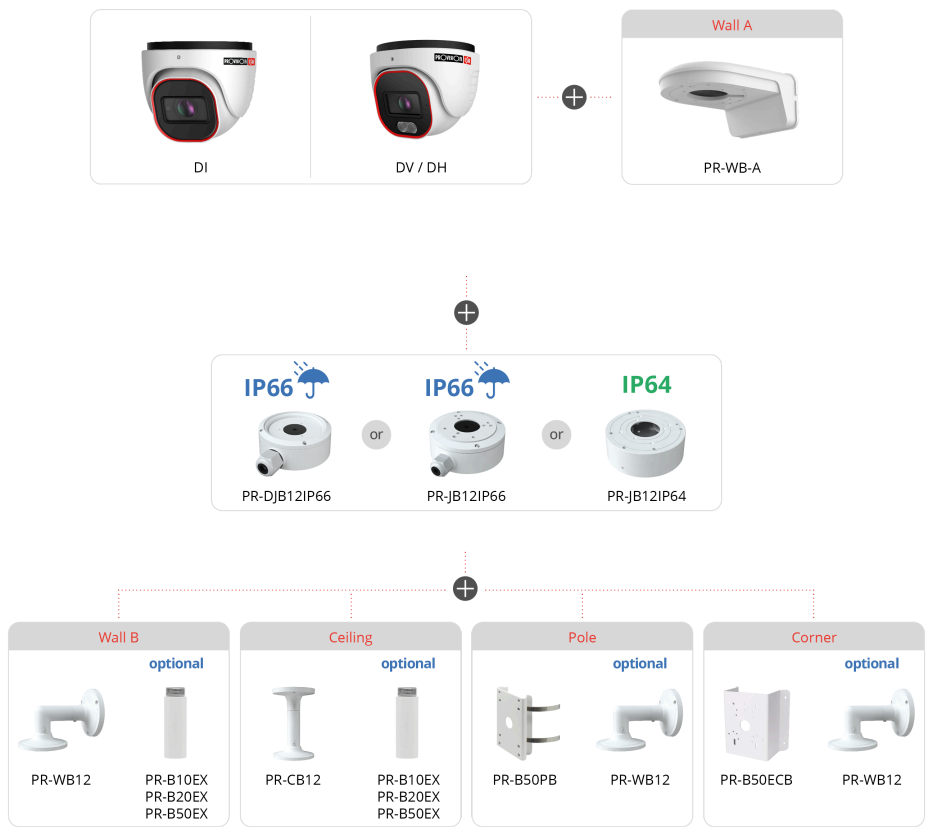 PROVISION ISR
PROVISION ISR
Wall A
DI
DV / DH
PR-WB-A
IP66
IP66
IP64
or
or
PR-DJB12IP66
PR-JB12IP66
PR-JB12IP64
Wall B
optional
PR-WB12
PR-B10EX
PR-B20EX
PR-B50EX
Ceiling
optional
PR-CB12
PR-B10EX
PR-B20EX
PR-B50EX
Pole
optional
PR-B50PB
PR-WB12
Corner
optional
PR-B50ECB
PR-WB12